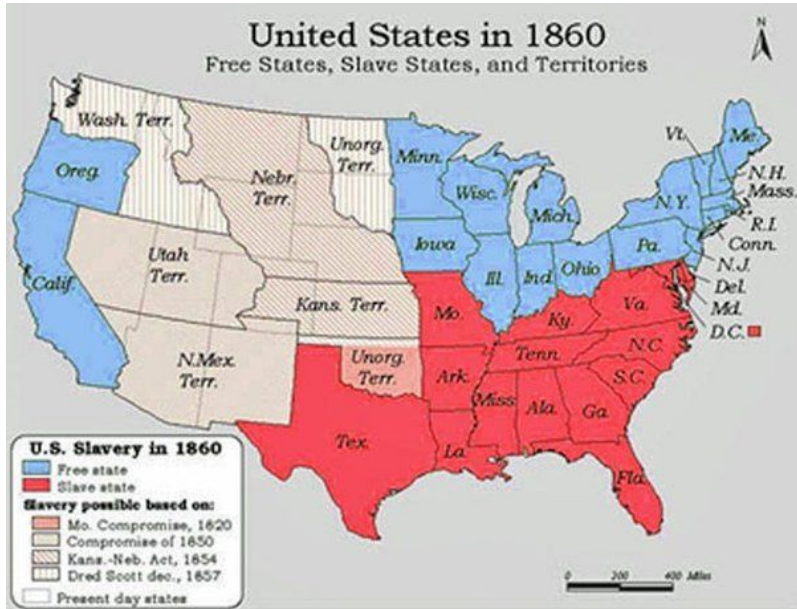 United States in 1860
Free States, Slave States, and Territories
N
Wash. Terr.
Oreg.
Calif.
Nebr.
Terr.
Unorg.
Terr.
Minn.
Wisc.
Mich.
Iowa
Ill.
Ind.
Ohio
Pa.
N.Y.
Vt.
Me.
N.H.
Mass.
R.I.
Conn.
N.J.
Del.
Md.
D.C.
Utah
Terr.
Kans. Terr.
N.Mex.
Terr.
Unorg.
Terr.
Mo.
Ky.
Va.
Tenn.
N.C.
S.C.
Ark.
Miss.
Ala.
Ga.
Tex.
La.
Fla.
U.S. Slavery in 1860
Free state
Slave state
Slavery possible based on:
Mo. Compromise, 1820
Compromise of 1850
Kans.-Neb. Act, 1854
Dred Scott dec., 1857
Present day states
0 200 400 Miles